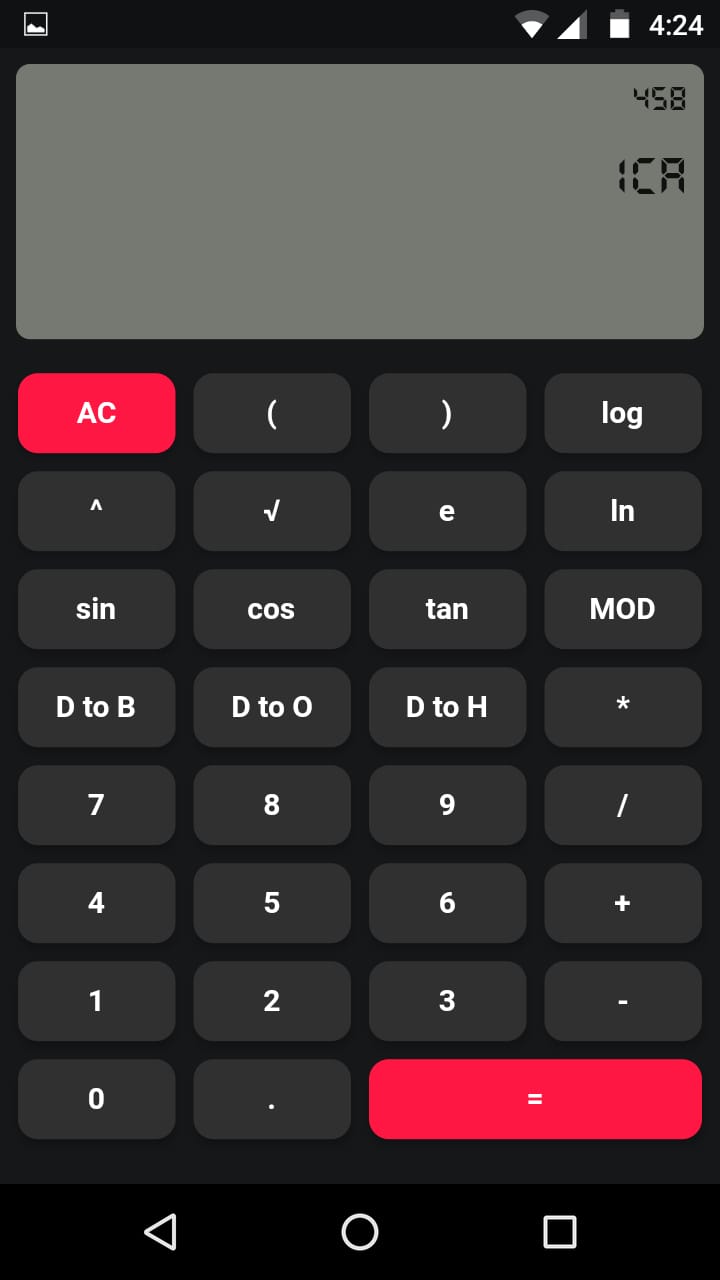 4:24
458
1CA
AC ( ) log
^ √ e ln
sin cos tan MOD
D to B D to O D to H *
7 8 9 /
4 5 6 +
1 2 3 -
0 . =